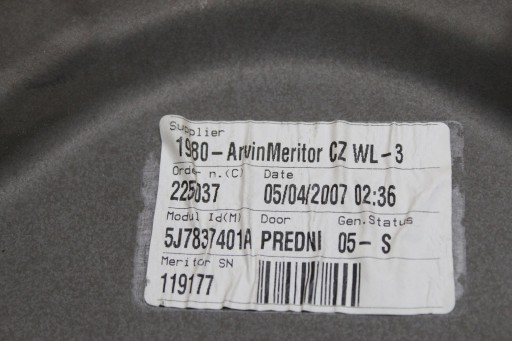 Supplier
1980-ArvinMeritor CZ WL-3
Order n.(C) Date
225037 05/04/2007 02:36
Modul Id(M) Door Gen.Status
5J7837401A PREDNI 05-S
Meritor SN
119177